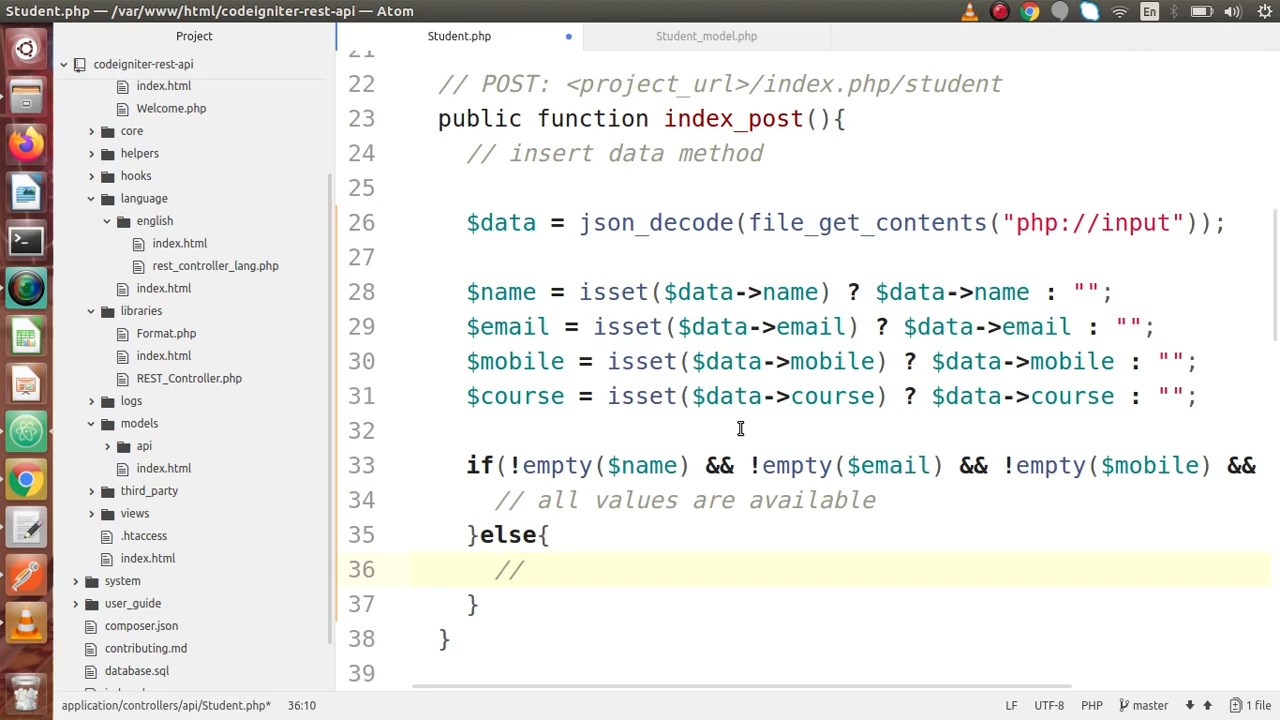 Student.php — /var/www/html/codeigniter-rest-api — Atom
En
Project
Student.php
Student_model.php
codeigniter-rest-api
index.html
Welcome.php
core
helpers
hooks
language
english
index.html
rest_controller_lang.php
index.html
libraries
Format.php
index.html
REST_Controller.php
logs
models
api
index.html
third_party
views
.htaccess
index.html
system
user_guide
composer.json
contributing.md
database.sql
21
22 // POST: <project_url>/index.php/student
23 public function index_post(){
24 // insert data method
25
26 $data = json_decode(file_get_contents("php://input"));
27
28 $name = isset($data->name) ? $data->name : "";
29 $email = isset($data->email) ? $data->email : "";
30 $mobile = isset($data->mobile) ? $data->mobile : "";
31 $course = isset($data->course) ? $data->course : "";
32
33 if(!empty($name) && !empty($email) && !empty($mobile) &&
34 // all values are available
35 }else{
36 //
37 }
38 }
39
application/controllers/api/Student.php* 36:10
LF UTF-8 PHP master 1 file